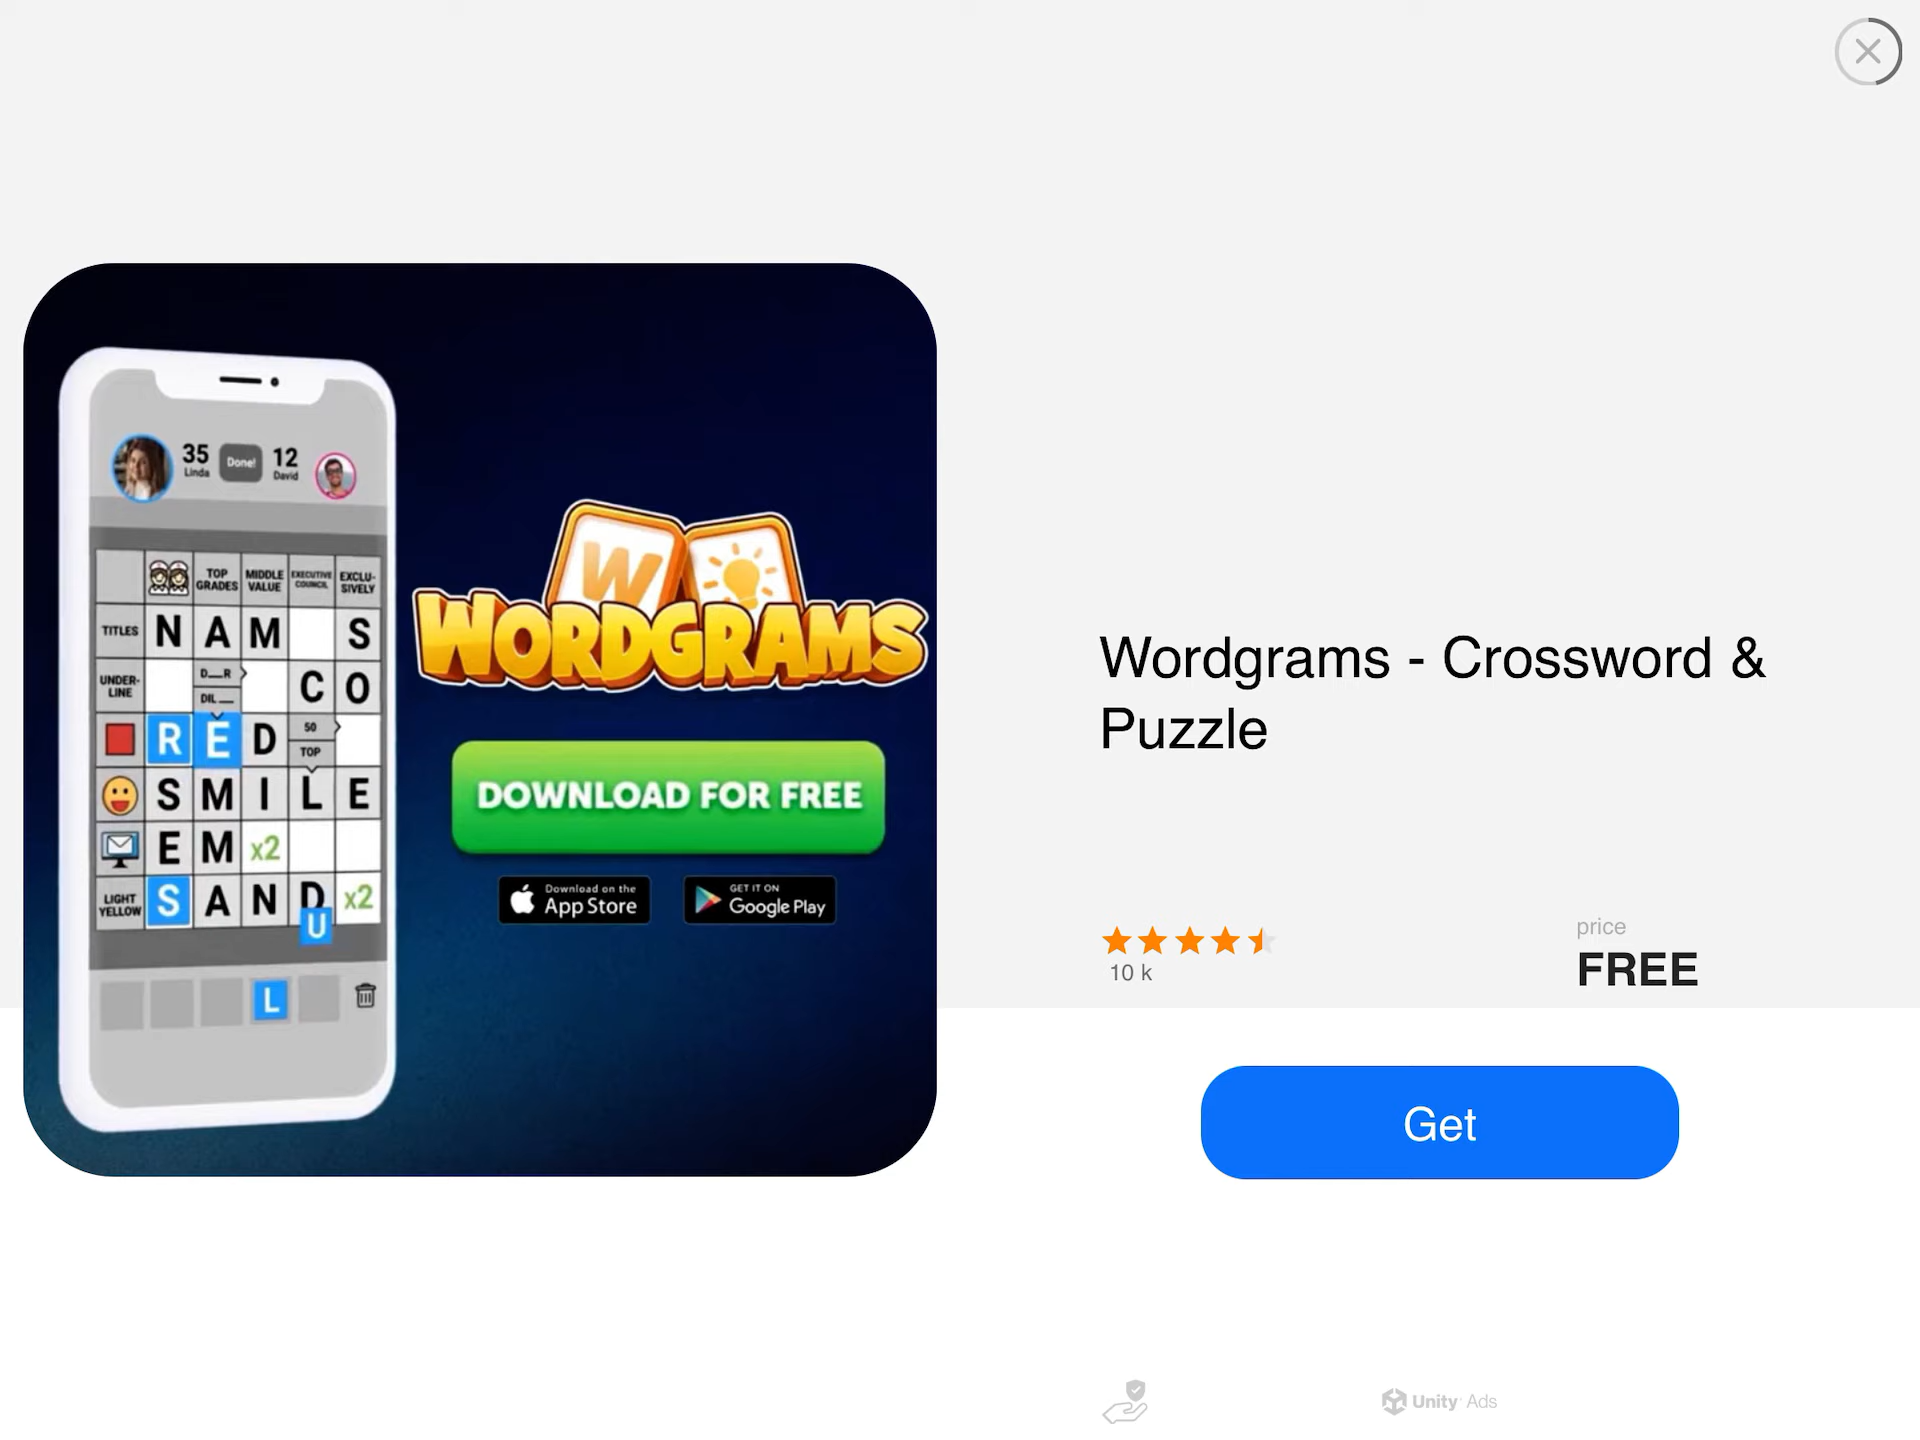 35
Linda
Done!
12
David
TOP GRADES
MIDDLE VALUE
EXECUTIVE COUNCIL
EXCLU-SIVELY
TITLES
N A M S
UNDER-LINE
D__R
DIL__
C O
R E D
50
TOP
S M I L E
E M x2
LIGHT YELLOW
S A N D x2
U
L
W
WORDGRAMS
DOWNLOAD FOR FREE
Download on the
App Store
GET IT ON
Google Play
Wordgrams - Crossword &
Puzzle
10 k
price
FREE
Get
Unity Ads